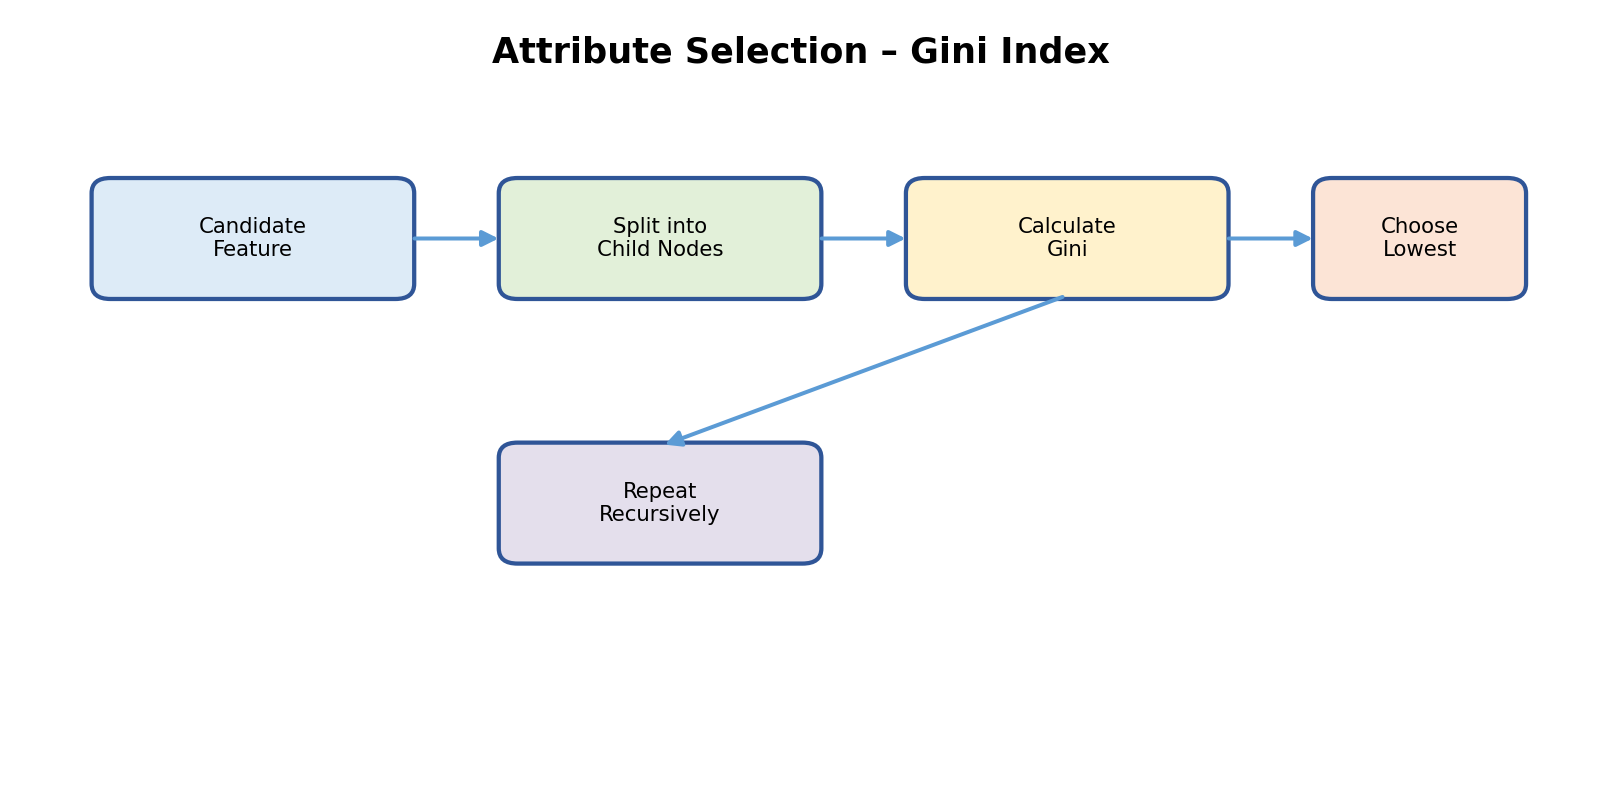 Attribute Selection – Gini Index
Candidate
Feature
Split into
Child Nodes
Calculate
Gini
Choose
Lowest
Repeat
Recursively